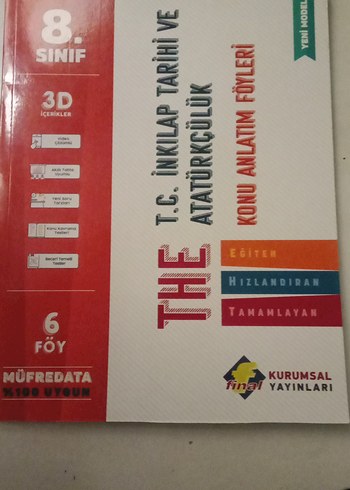 8.
SINIF
3D
İÇERİKLER
6
FÖY
MÜFREDATA
%100 UYGUN
YENİ MODEL
T.C. İNKILAP TARİHİ VE
ATATÜRKÇÜLÜK
KONU ANLATIM FÖYLERİ
THE
EĞİTEN
HIZLANDIRAN
TAMAMLAYAN
final
KURUMSAL
YAYINLARI